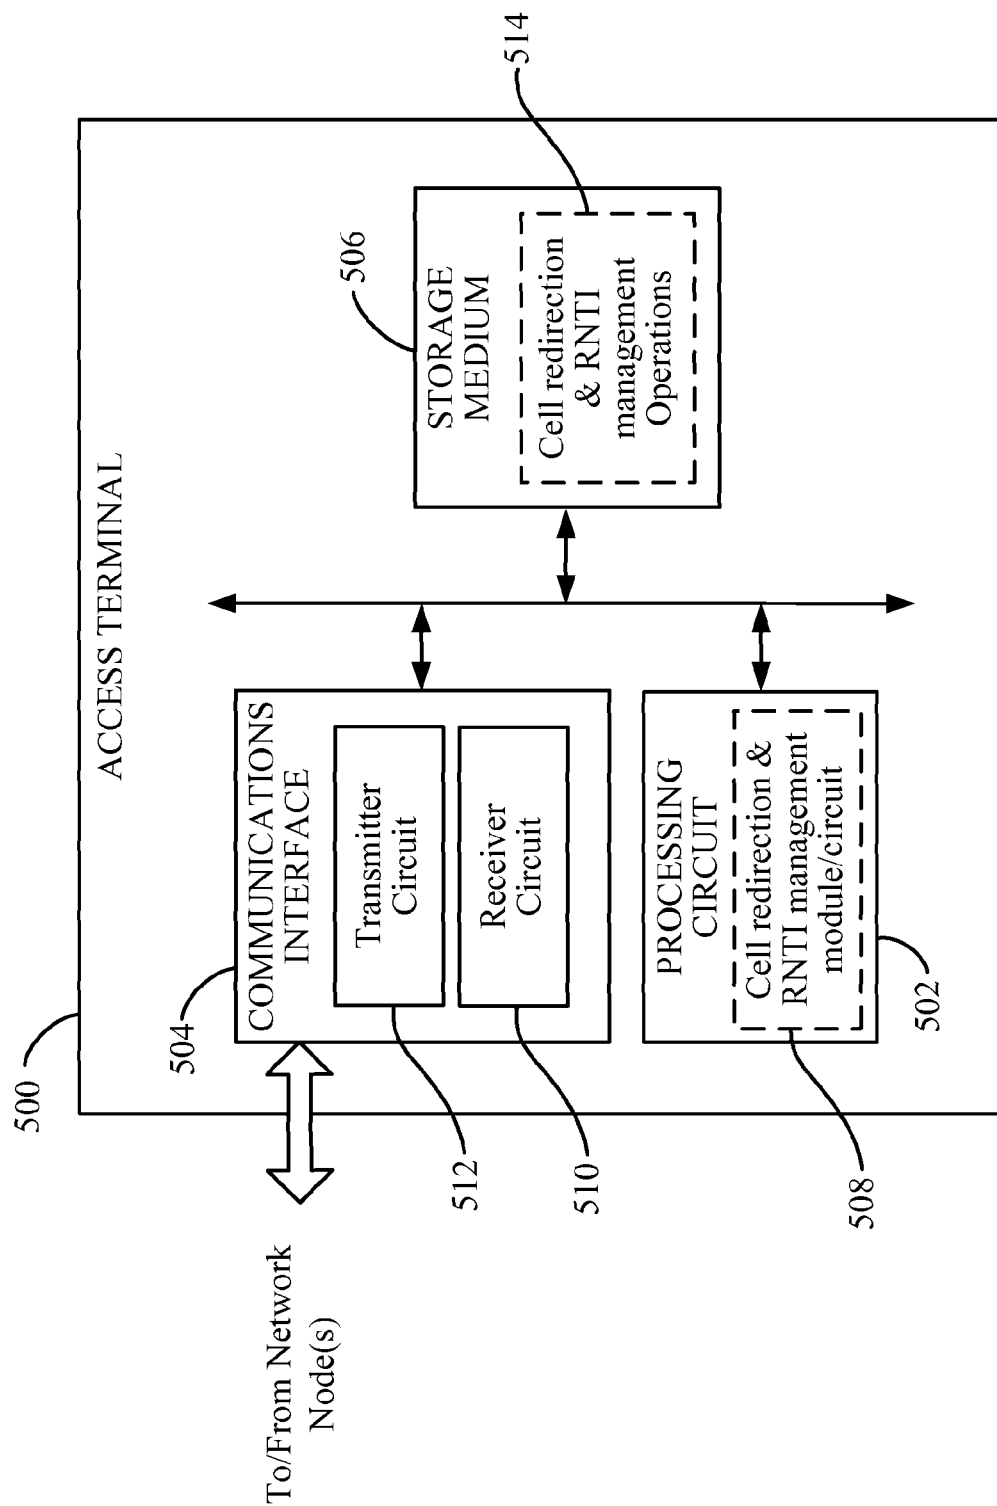 500
ACCESS TERMINAL
504
COMMUNICATIONS
INTERFACE
Transmitter
Circuit
Receiver
Circuit
To/From Network
Node(s)
512
510
506
STORAGE
MEDIUM
Cell redirection
& RNTI
management
Operations
514
PROCESSING
CIRCUIT
Cell redirection &
RNTI management
module/circuit
508
502